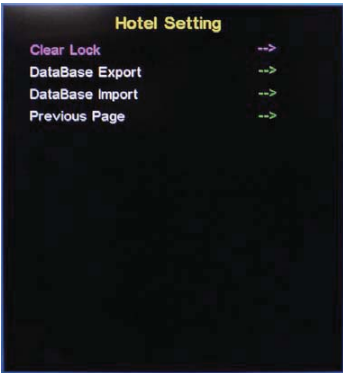 Hotel Setting
Clear Lock -->
DataBase Export -->
DataBase Import -->
Previous Page -->